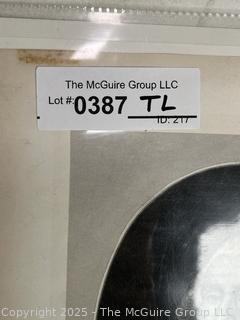 The McGuire Group LLC
Lot #: 0387 TL
ID: 217
Copyright © 2025 - The McGuire Group LLC